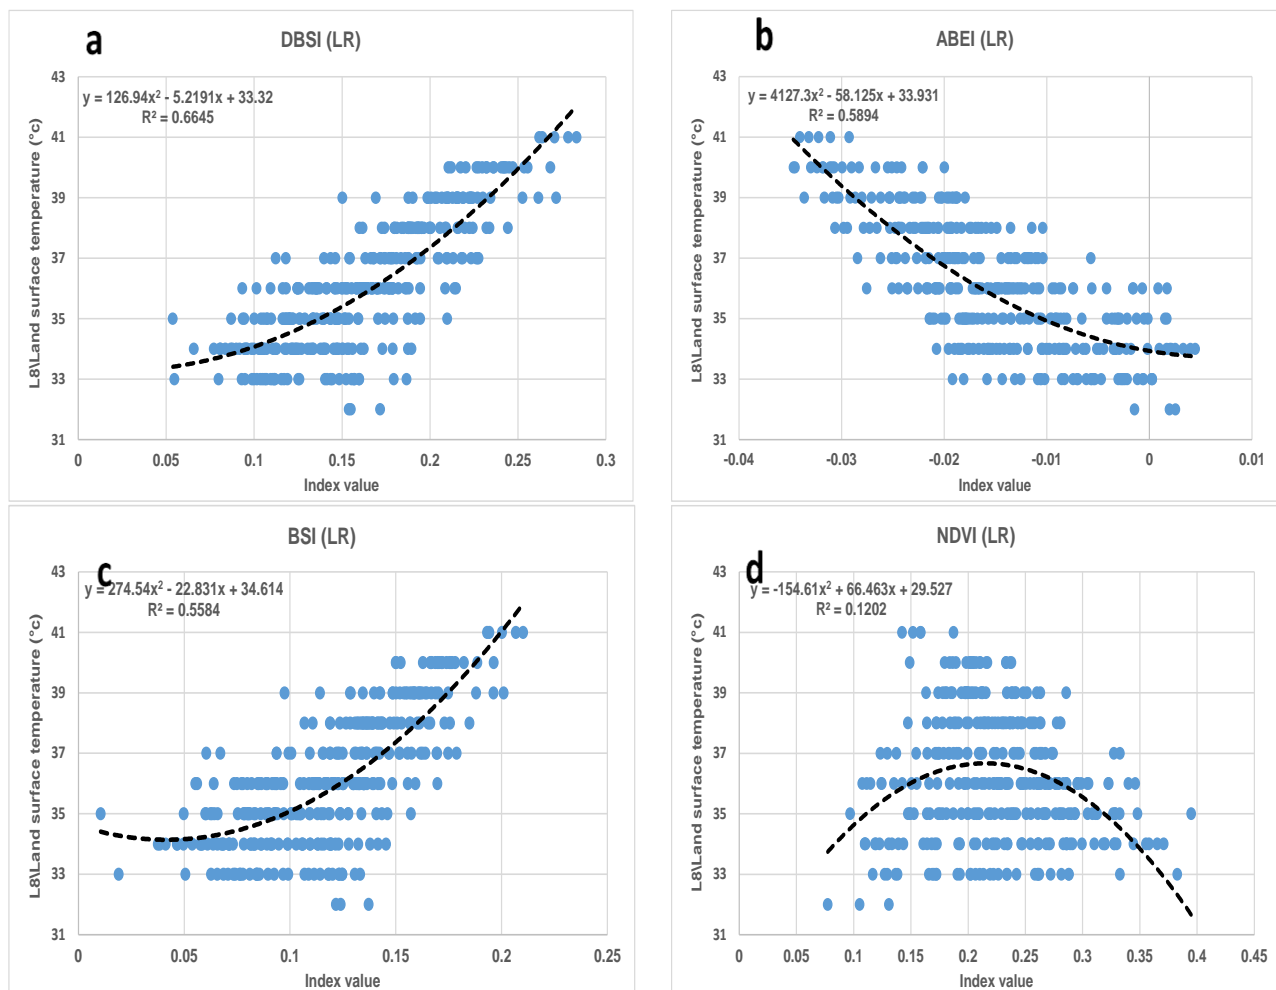 a
DBSI (LR)
y = 126.94x² - 5.2191x + 33.32
R² = 0.6645
L8\Land surface temperature (°c)
43
41
39
37
35
33
31
0 0.05 0.1 0.15 0.2 0.25 0.3
Index value
b
ABEI (LR)
y = 4127.3x² - 58.125x + 33.931
R² = 0.5894
L8\Land surface temperature (°c)
43
41
39
37
35
33
31
-0.04 -0.03 -0.02 -0.01 0 0.01
Index value
c
BSI (LR)
y = 274.54x² - 22.831x + 34.614
R² = 0.5584
L8\Land surface temperature (°c)
43
41
39
37
35
33
31
0 0.05 0.1 0.15 0.2 0.25
Index value
d
NDVI (LR)
y = -154.61x² + 66.463x + 29.527
R² = 0.1202
L8\Land surface temperature (°c)
43
41
39
37
35
33
31
0 0.05 0.1 0.15 0.2 0.25 0.3 0.35 0.4 0.45
Index value